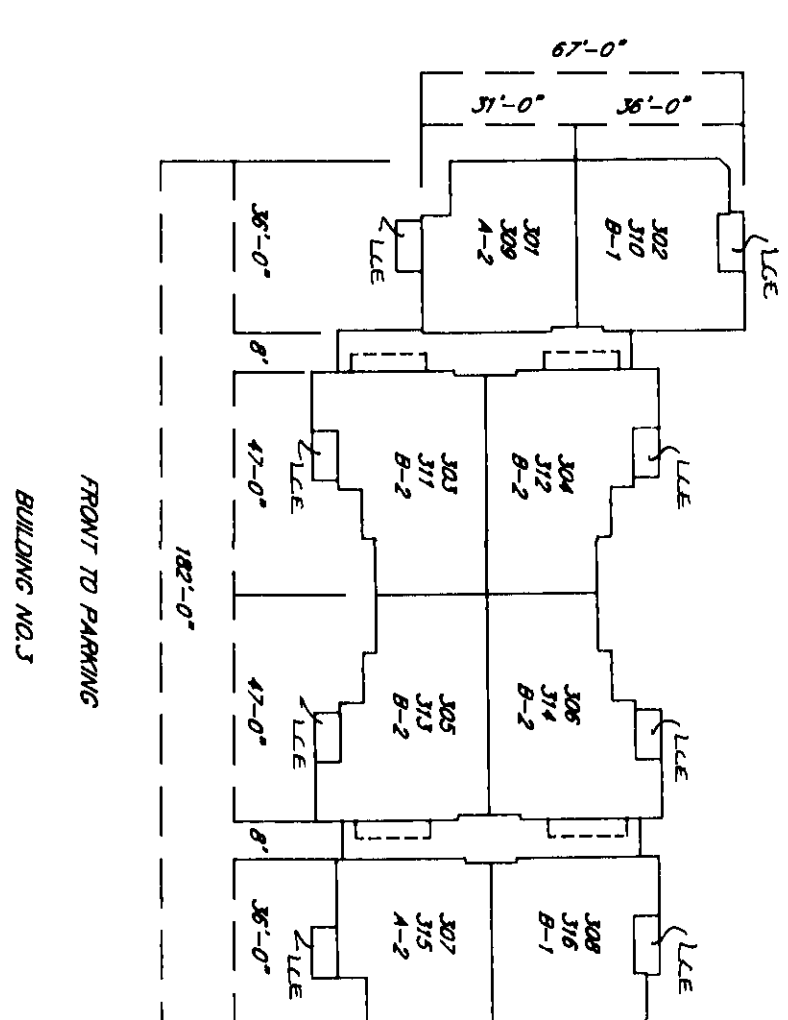 67'-0"
31'-0"
36'-0"
LCE
302
310
B-1
301
309
A-2
LCE
36'-0"
8'
LCE
304
312
B-2
303
311
B-2
LCE
47'-0"
182'-0"
LCE
306
314
B-2
305
313
B-2
LCE
47'-0"
8'
LCE
308
316
B-1
307
315
A-2
LCE
36'-0"
FRONT TO PARKING
BUILDING NO.3